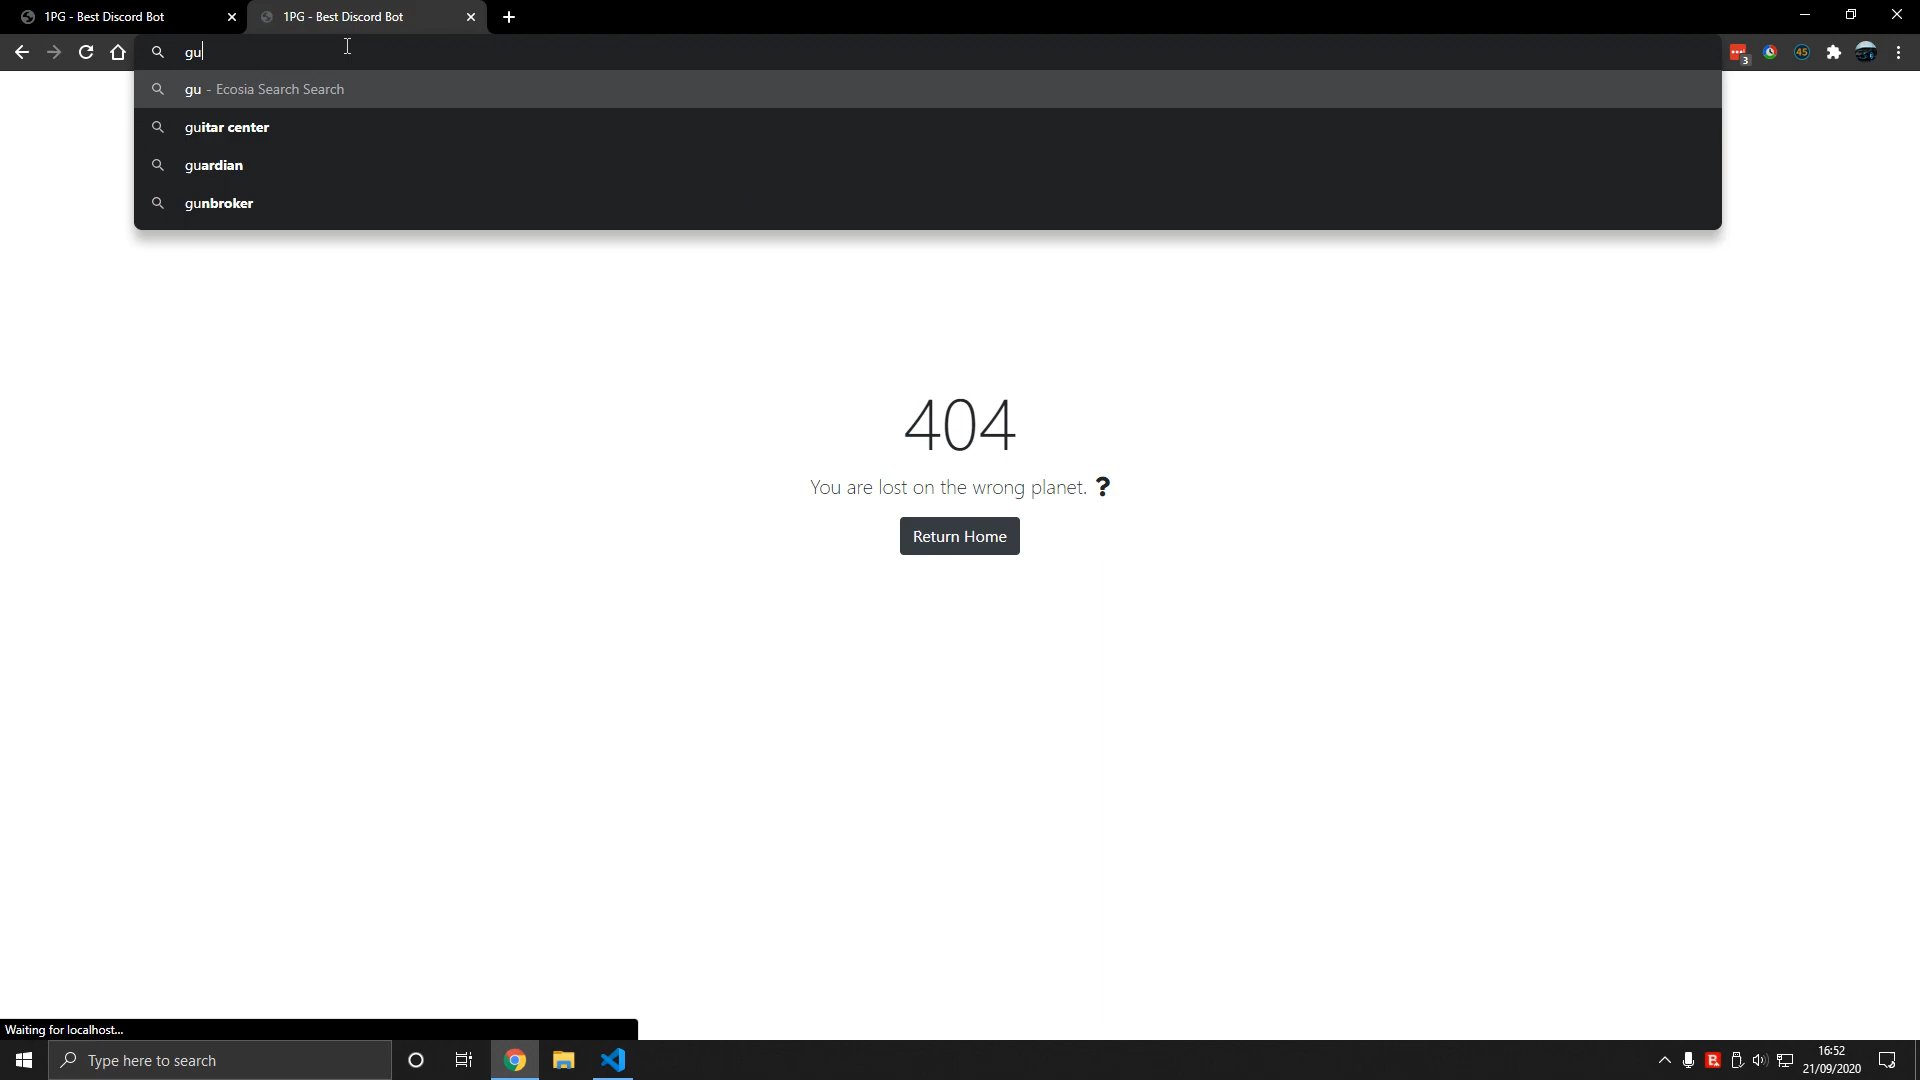 1PG - Best Discord Bot
1PG - Best Discord Bot
gu
3
45
gu - Ecosia Search Search
guitar center
guardian
gunbroker
404
You are lost on the wrong planet. ?
Return Home
Waiting for localhost...
Type here to search
16:52
21/09/2020